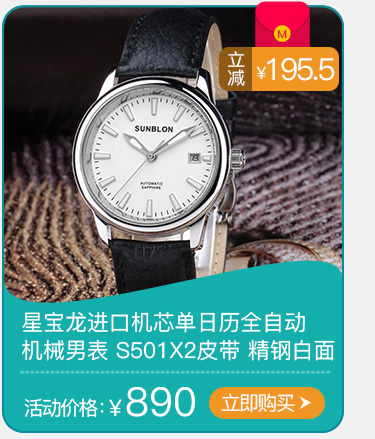 M
立减 ¥195.5
SUNBLON
AUTOMATIC
SAPPHIRE
星宝龙进口机芯单日历全自动
机械男表 S501X2皮带 精钢白面
活动价格:¥890 立即购买 >